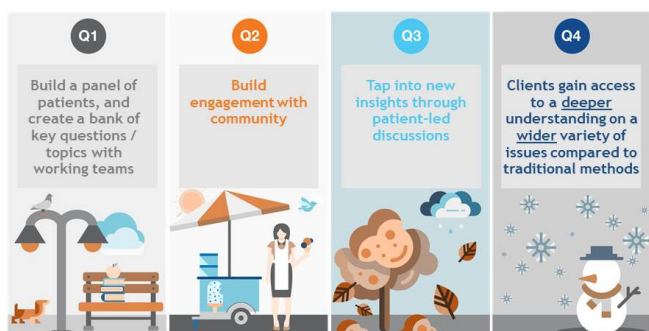 Q1
Build a panel of
patients, and
create a bank of
key questions /
topics with
working teams
Q2
Build
engagement with
community
Q3
Tap into new
insights through
patient-led
discussions
Q4
Clients gain access
to a deeper
understanding on a
wider variety of
issues compared to
traditional methods